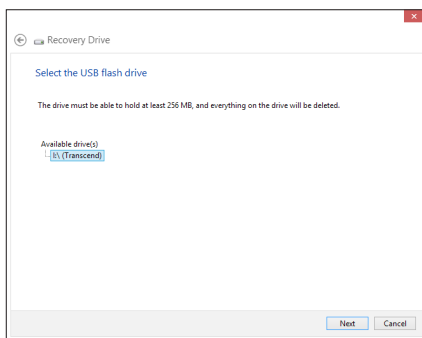 Recovery Drive
Select the USB flash drive
The drive must be able to hold at least 256 MB, and everything on the drive will be deleted.
Available drive(s)
I:\ (Transcend)
Next Cancel